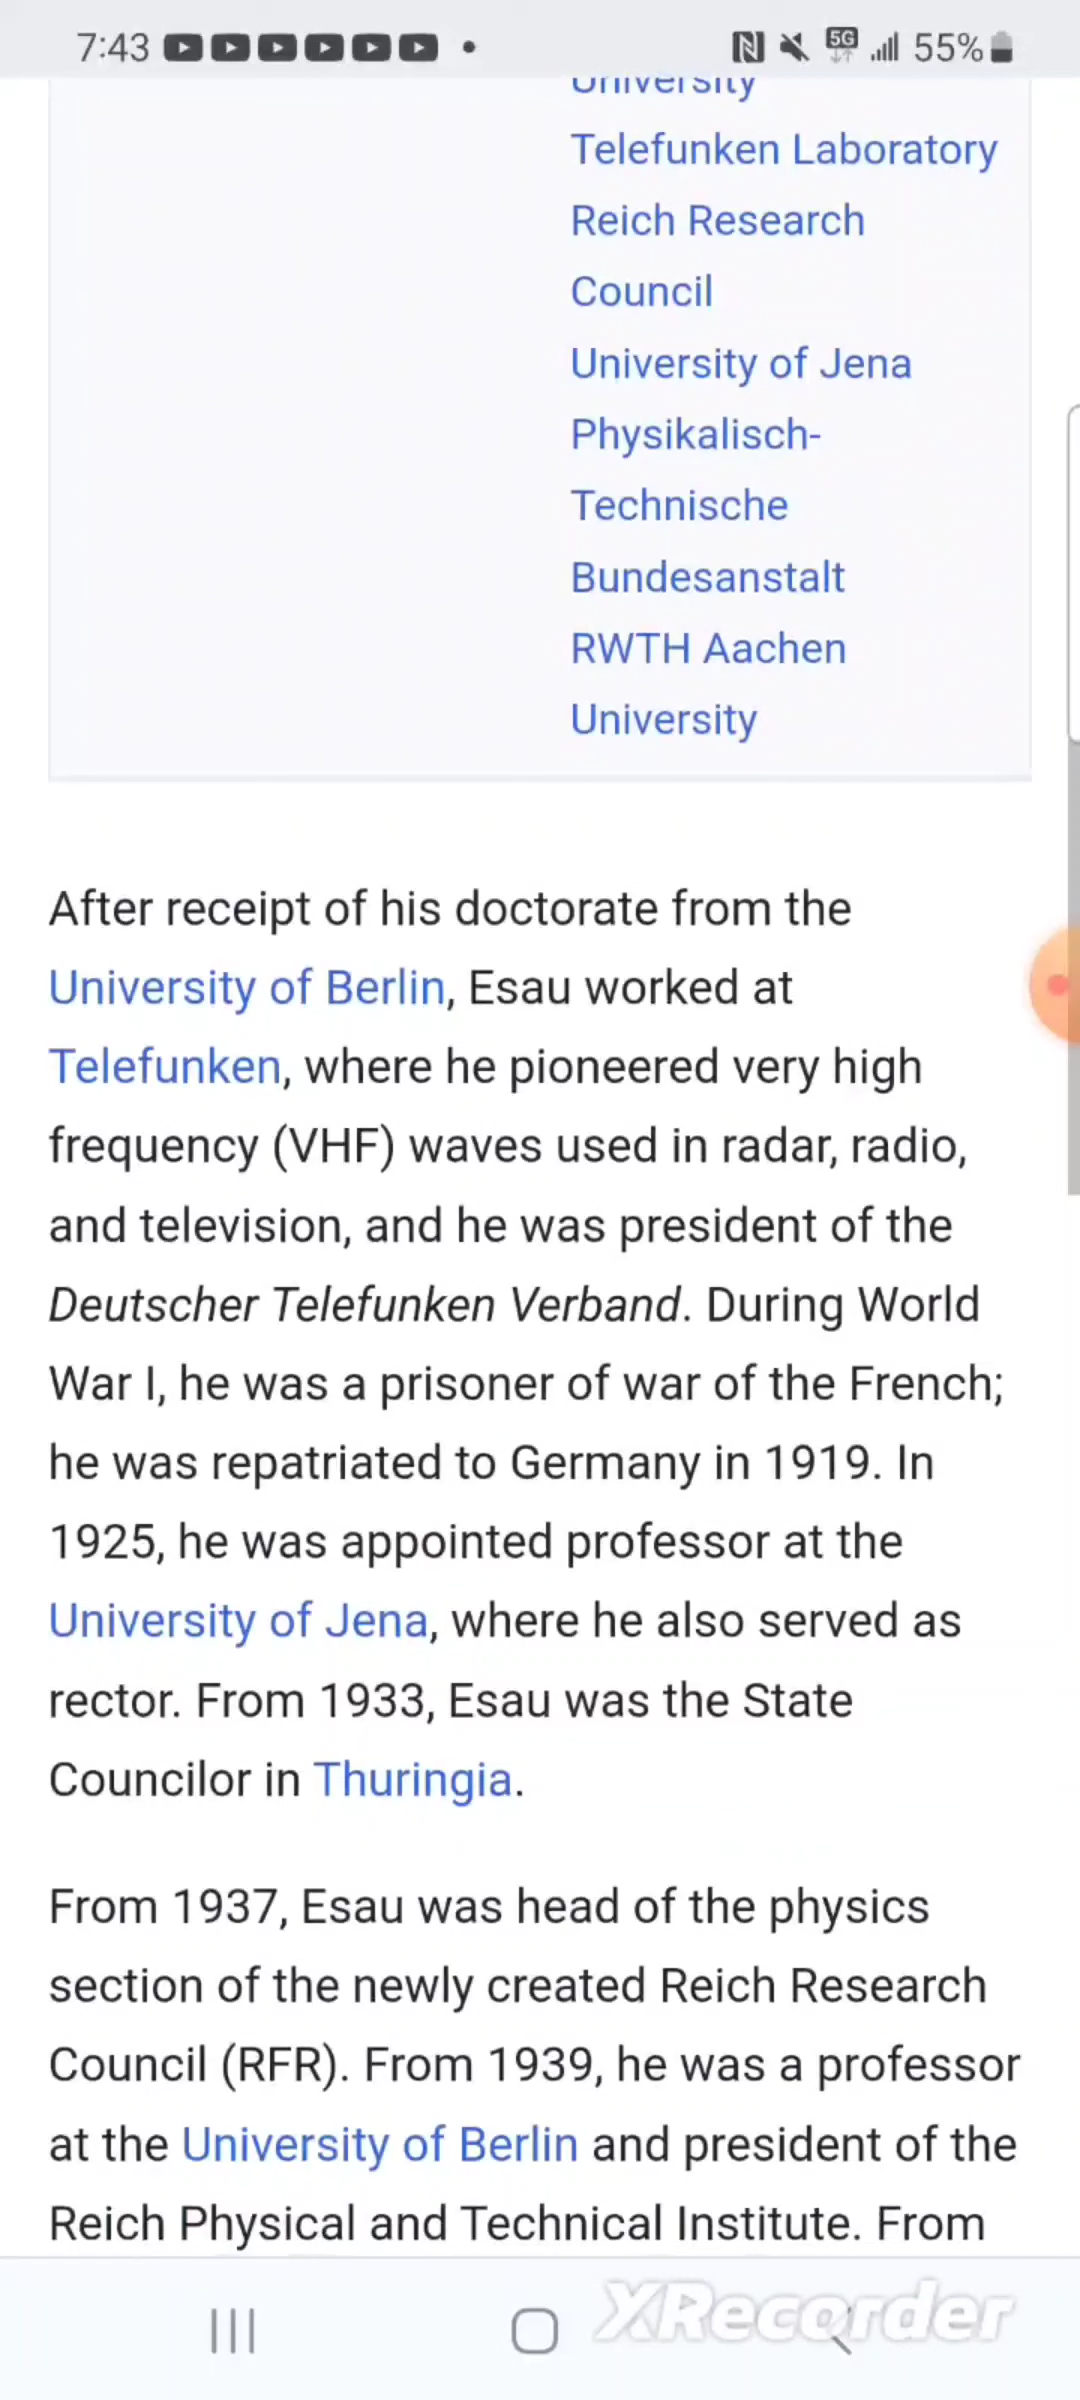 7:43 5G 55%
University
Telefunken Laboratory
Reich Research
Council
University of Jena
Physikalisch-
Technische
Bundesanstalt
RWTH Aachen
University
After receipt of his doctorate from the
University of Berlin, Esau worked at
Telefunken, where he pioneered very high
frequency (VHF) waves used in radar, radio,
and television, and he was president of the
Deutscher Telefunken Verband. During World
War I, he was a prisoner of war of the French;
he was repatriated to Germany in 1919. In
1925, he was appointed professor at the
University of Jena, where he also served as
rector. From 1933, Esau was the State
Councilor in Thuringia.
From 1937, Esau was head of the physics
section of the newly created Reich Research
Council (RFR). From 1939, he was a professor
at the University of Berlin and president of the
Reich Physical and Technical Institute. From
XRecorder